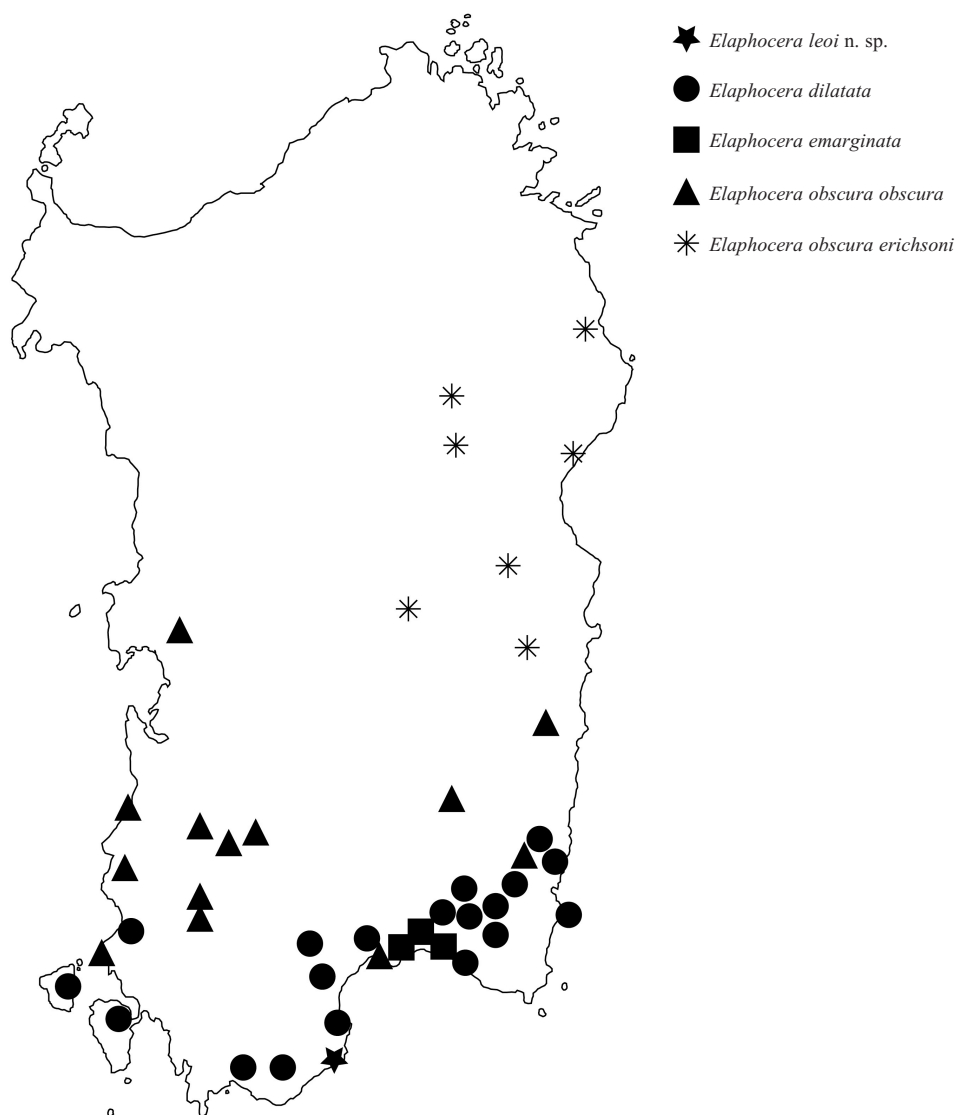 Elaphocera leoi n. sp.
Elaphocera dilatata
Elaphocera emarginata
Elaphocera obscura obscura
Elaphocera obscura erichsoni